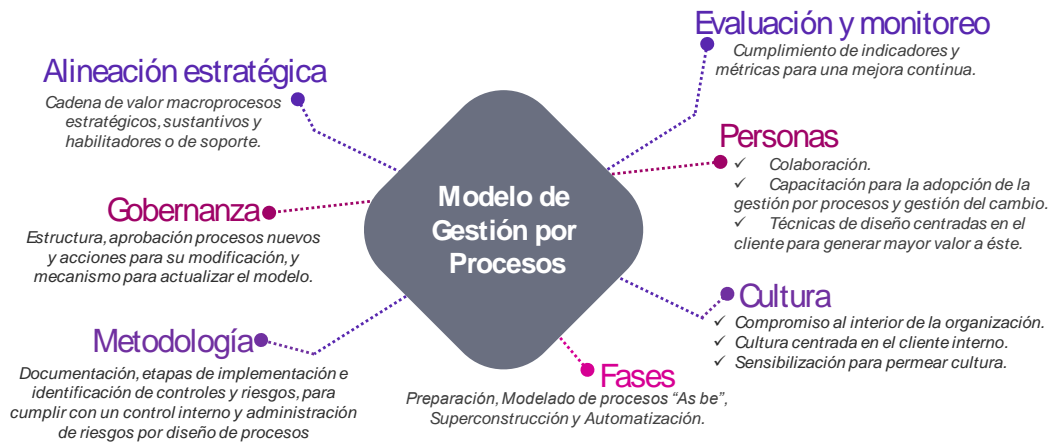 Alineación estratégica
Cadena de valor macroprocesos
estratégicos, sustantivos y
habilitadores o de soporte.
Gobernanza
Estructura, aprobación procesos nuevos
y acciones para su modificación, y
mecanismo para actualizar el modelo.
Metodología
Documentación, etapas de implementación e
identificación de controles y riesgos, para
cumplir con un control interno y administración
de riesgos por diseño de procesos
Modelo de
Gestión por
Procesos
Evaluación y monitoreo
Cumplimiento de indicadores y
métricas para una mejora continua.
Personas
✓ Colaboración.
✓ Capacitación para la adopción de la
gestión por procesos y gestión del cambio.
✓ Técnicas de diseño centradas en el
cliente para generar mayor valor a éste.
Cultura
✓ Compromiso al interior de la organización.
✓ Cultura centrada en el cliente interno.
✓ Sensibilización para permear cultura.
Fases
Preparación, Modelado de procesos “As be”,
Superconstrucción y Automatización.